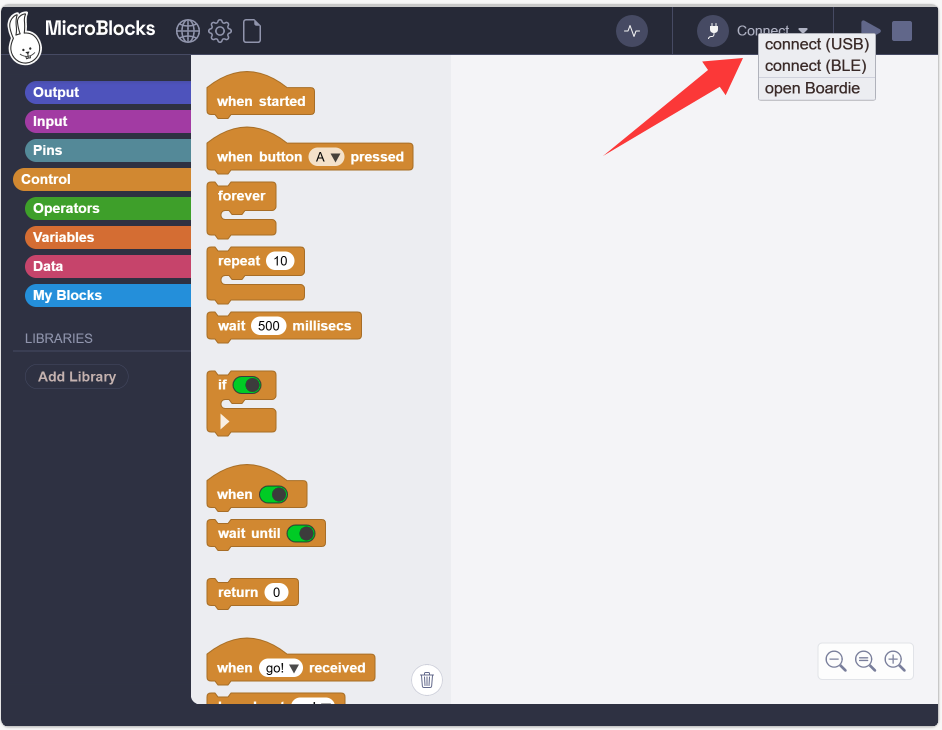 MicroBlocks
Connect
connect (USB)
connect (BLE)
open Boardie
Output
Input
Pins
Control
Operators
Variables
Data
My Blocks
LIBRARIES
Add Library
when started
when button A pressed
forever
repeat 10
wait 500 millisecs
if
when
wait until
return 0
when go! received